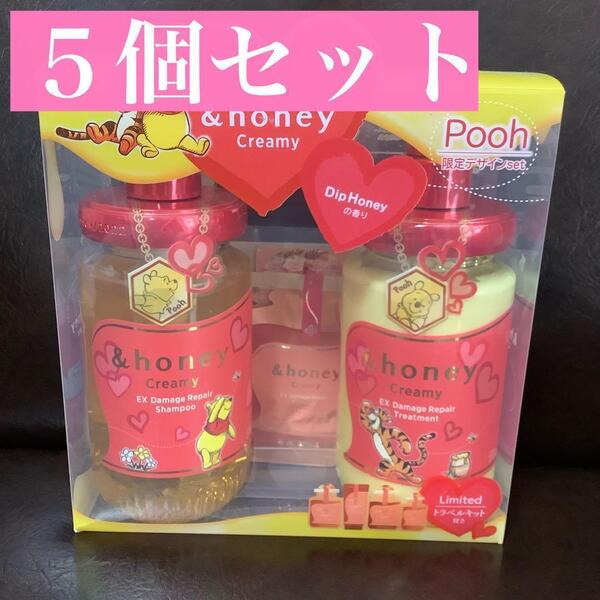 ５個セット
&honey
Creamy
Pooh
限定デザインset
DipHoney
の香り
Pooh
Pooh
&honey
Creamy
EX Damage Repair
Shampoo
&honey
Creamy
&honey
Creamy
EX Damage Repair
Treatment
Limited
トラベルキット
付き